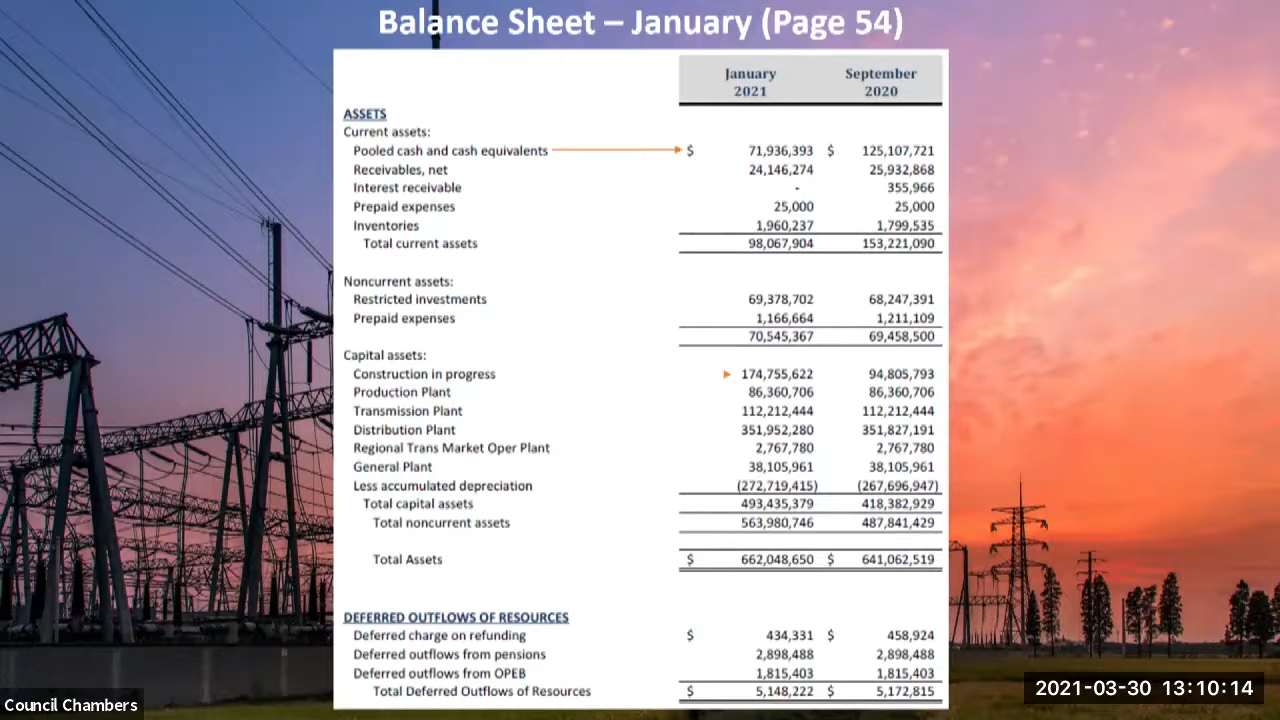 Balance Sheet – January (Page 54)
January September
2021 2020
ASSETS
Current assets:
Pooled cash and cash equivalents $ 71,936,393 $ 125,107,721
Receivables, net 24,146,274 25,932,868
Interest receivable - 355,966
Prepaid expenses 25,000 25,000
Inventories 1,960,237 1,799,535
Total current assets 98,067,904 153,221,090
Noncurrent assets:
Restricted investments 69,378,702 68,247,391
Prepaid expenses 1,166,664 1,211,109
70,545,367 69,458,500
Capital assets:
Construction in progress 174,755,622 94,805,793
Production Plant 86,360,706 86,360,706
Transmission Plant 112,212,444 112,212,444
Distribution Plant 351,952,280 351,827,191
Regional Trans Market Oper Plant 2,767,780 2,767,780
General Plant 38,105,961 38,105,961
Less accumulated depreciation (272,719,415) (267,696,947)
Total capital assets 493,435,379 418,382,929
Total noncurrent assets 563,980,746 487,841,429
Total Assets $ 662,048,650 $ 641,062,519
DEFERRED OUTFLOWS OF RESOURCES
Deferred charge on refunding $ 434,331 $ 458,924
Deferred outflows from pensions 2,898,488 2,898,488
Deferred outflows from OPEB 1,815,403 1,815,403
Total Deferred Outflows of Resources $ 5,148,222 $ 5,172,815
Council Chambers
2021-03-30 13:10:14